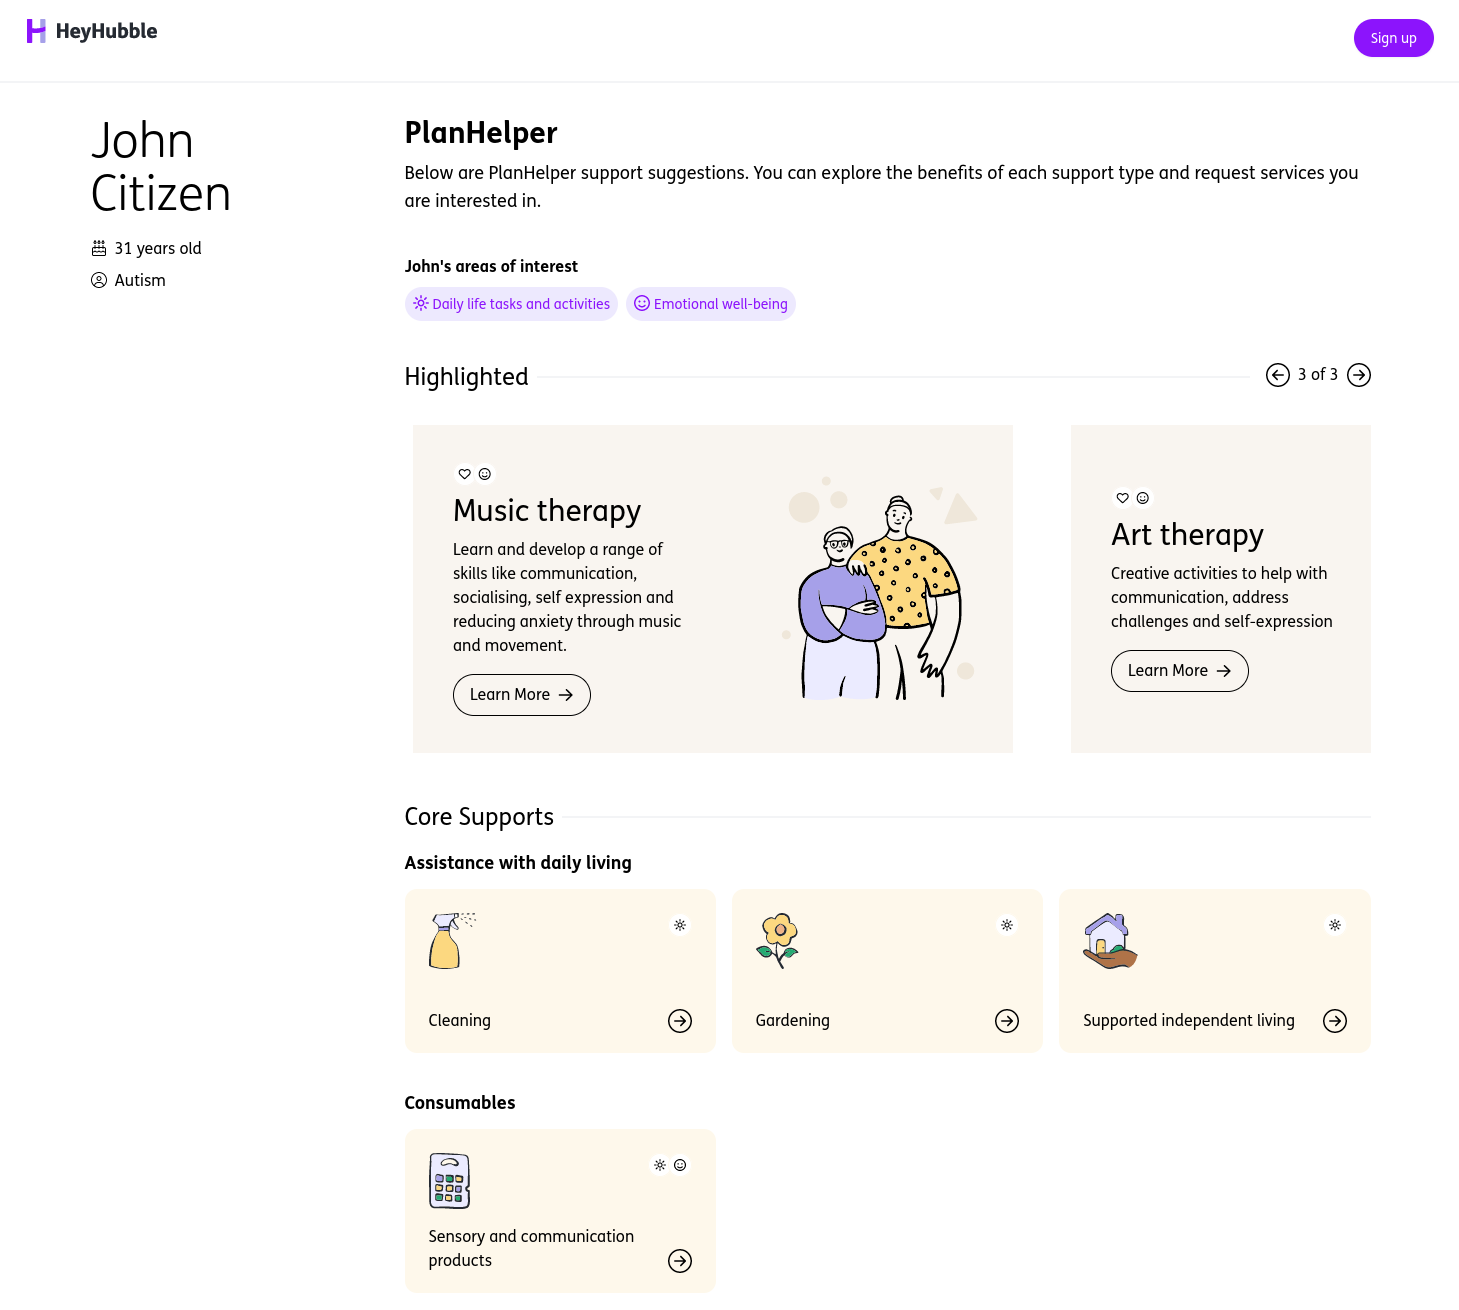 HeyHubble
Sign up
John
Citizen
31 years old
Autism
PlanHelper
Below are PlanHelper support suggestions. You can explore the benefits of each support type and request services you
are interested in.
John's areas of interest
Daily life tasks and activities
Emotional well-being
Highlighted
3 of 3
Music therapy
Learn and develop a range of
skills like communication,
socialising, self expression and
reducing anxiety through music
and movement.
Learn More
Art therapy
Creative activities to help with
communication, address
challenges and self-expression
Learn More
Core Supports
Assistance with daily living
Cleaning
Gardening
Supported independent living
Consumables
Sensory and communication
products